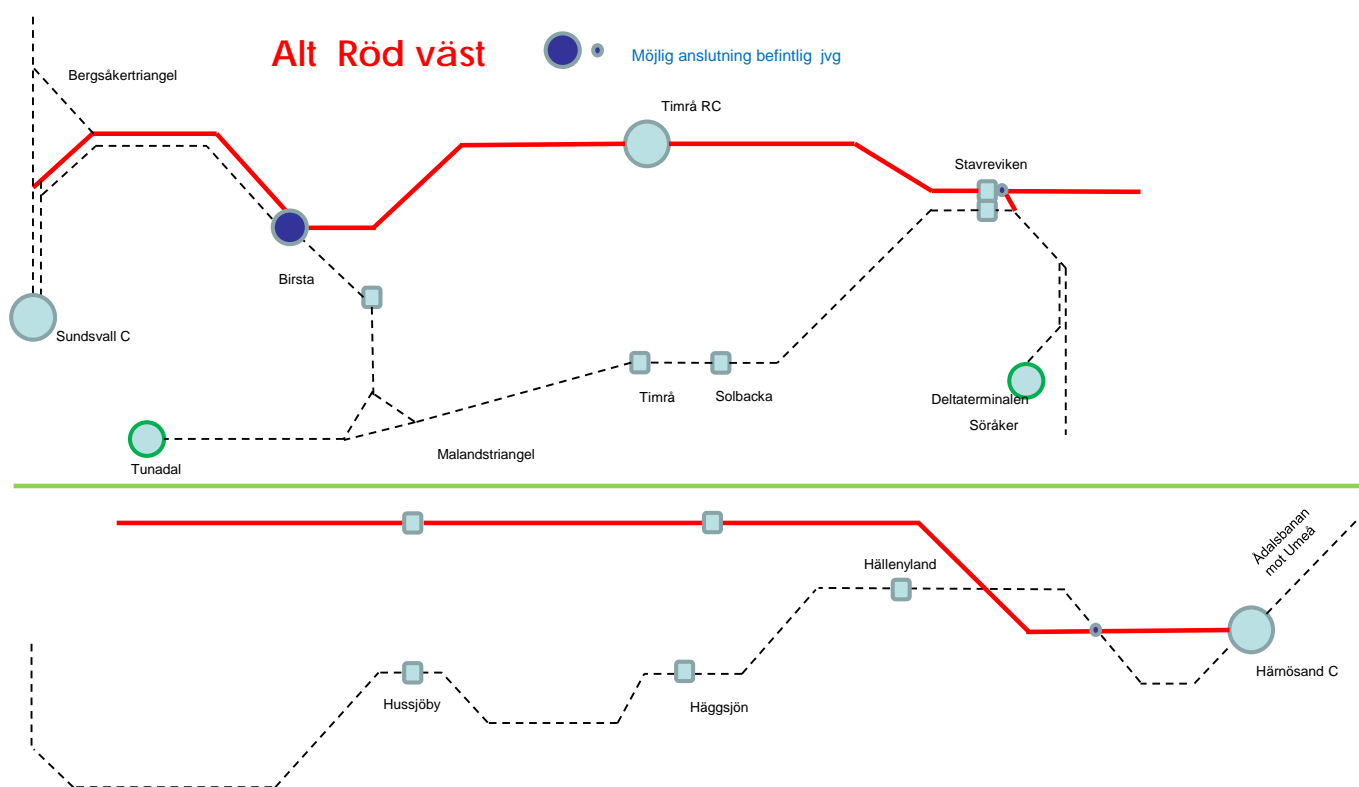 Alt Röd väst
Möjlig anslutning befintlig jvg
Bergsåkertriangel
Timrå RC
Stavreviken
Birsta
Sundsvall C
Timrå
Solbacka
Deltaterminalen
Söråker
Malandstriangel
Tunadal
Ådalsbanan
mot Umeå
Hällenyland
Härnösand C
Hussjöby
Häggsjön